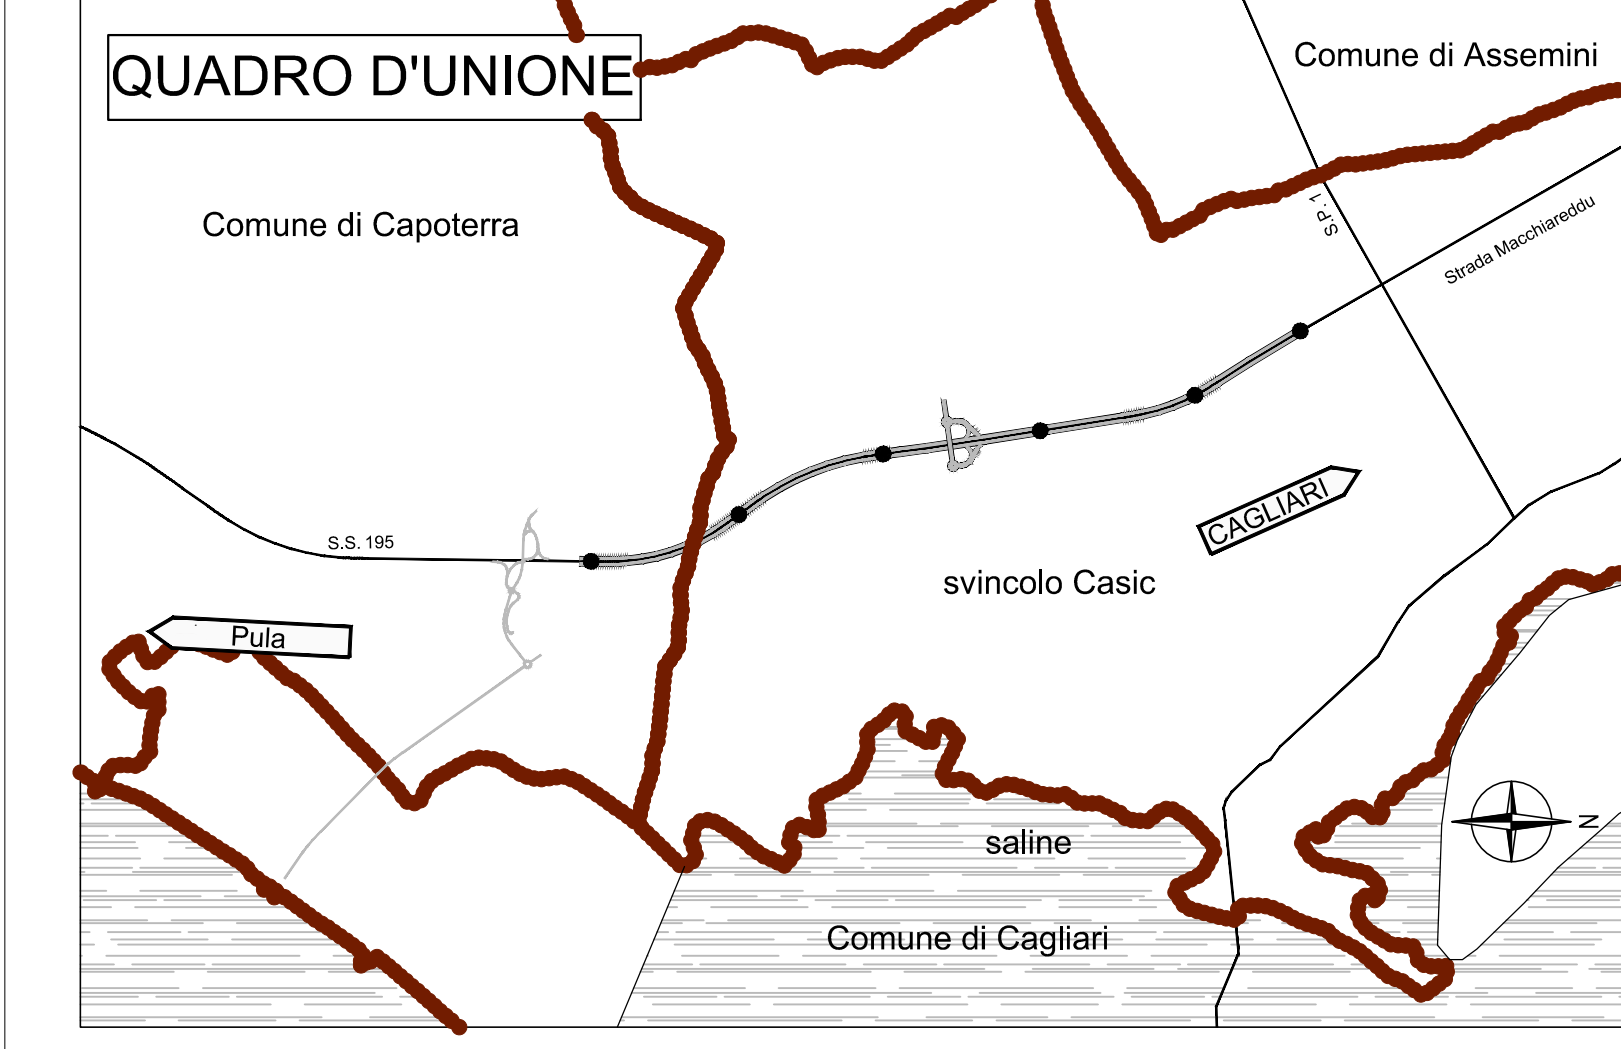 QUADRO D'UNIONE
Comune di Assemini
Comune di Capoterra
S.P.1
Strada Macchiareddu
CAGLIARI
S.S. 195
svincolo Casic
Pula
saline
N
Comune di Cagliari